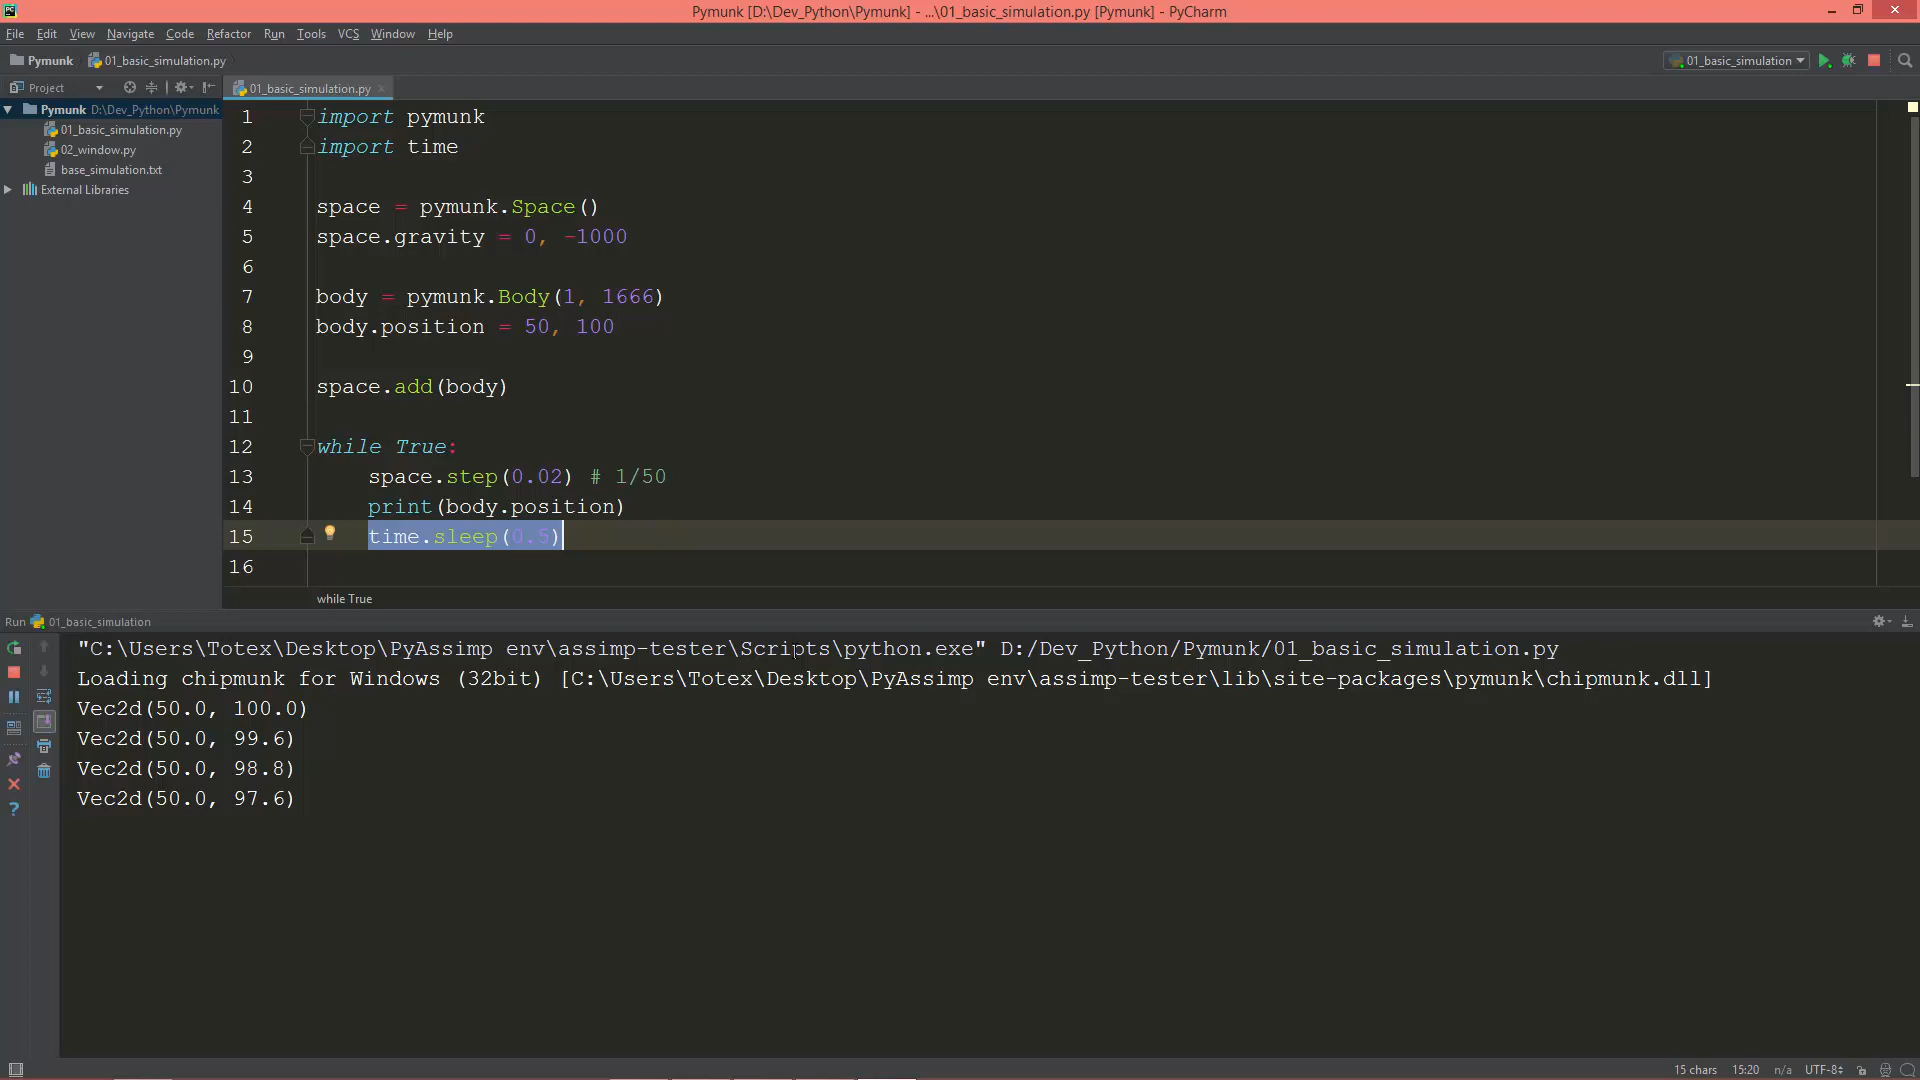 Pymunk [D:\Dev_Python\Pymunk] - ...\01_basic_simulation.py [Pymunk] - PyCharm
File Edit View Navigate Code Refactor Run Tools VCS Window Help
Pymunk 01_basic_simulation.py 01_basic_simulation
Project
01_basic_simulation.py
Pymunk D:\Dev_Python\Pymunk
01_basic_simulation.py
02_window.py
base_simulation.txt
External Libraries
1 import pymunk
2 import time
3
4 space = pymunk.Space()
5 space.gravity = 0, -1000
6
7 body = pymunk.Body(1, 1666)
8 body.position = 50, 100
9
10 space.add(body)
11
12 while True:
13 space.step(0.02) # 1/50
14 print(body.position)
15 time.sleep(0.5)
16
while True
Run 01_basic_simulation
"C:\Users\Totex\Desktop\PyAssimp env\assimp-tester\Scripts\python.exe" D:/Dev_Python/Pymunk/01_basic_simulation.py
Loading chipmunk for Windows (32bit) [C:\Users\Totex\Desktop\PyAssimp env\assimp-tester\lib\site-packages\pymunk\chipmunk.dll]
Vec2d(50.0, 100.0)
Vec2d(50.0, 99.6)
Vec2d(50.0, 98.8)
Vec2d(50.0, 97.6)
15 chars 15:20 n/a UTF-8